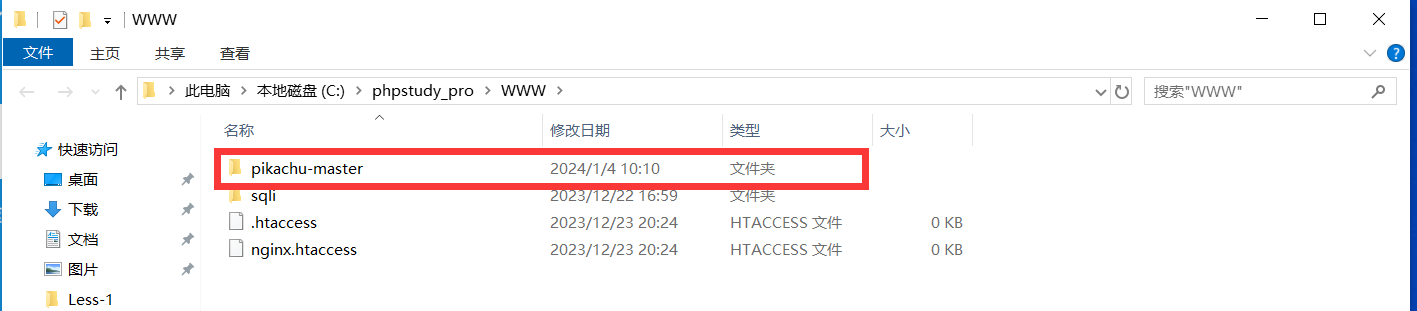 WWW
文件 主页 共享 查看
此电脑 本地磁盘 (C:) phpstudy_pro WWW 搜索"WWW"
名称 修改日期 类型 大小
快速访问
pikachu-master 2024/1/4 10:10 文件夹
桌面
sqli 2023/12/22 16:59 文件夹
下载
.htaccess 2023/12/23 20:24 HTACCESS 文件 0 KB
文档
nginx.htaccess 2023/12/23 20:24 HTACCESS 文件 0 KB
图片
Less-1